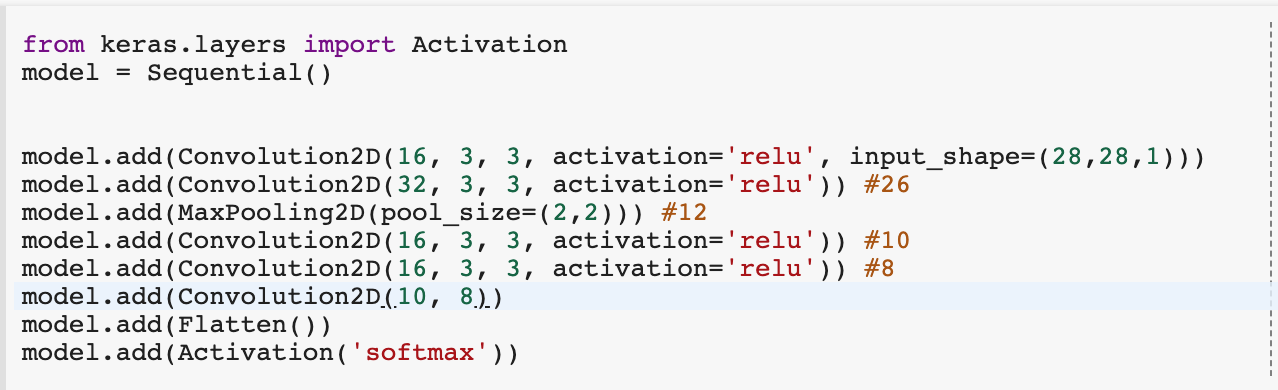 from keras.layers import Activation
model = Sequential()
model.add(Convolution2D(16, 3, 3, activation='relu', input_shape=(28,28,1)))
model.add(Convolution2D(32, 3, 3, activation='relu')) #26
model.add(MaxPooling2D(pool_size=(2,2))) #12
model.add(Convolution2D(16, 3, 3, activation='relu')) #10
model.add(Convolution2D(16, 3, 3, activation='relu')) #8
model.add(Convolution2D(10, 8))
model.add(Flatten())
model.add(Activation('softmax'))